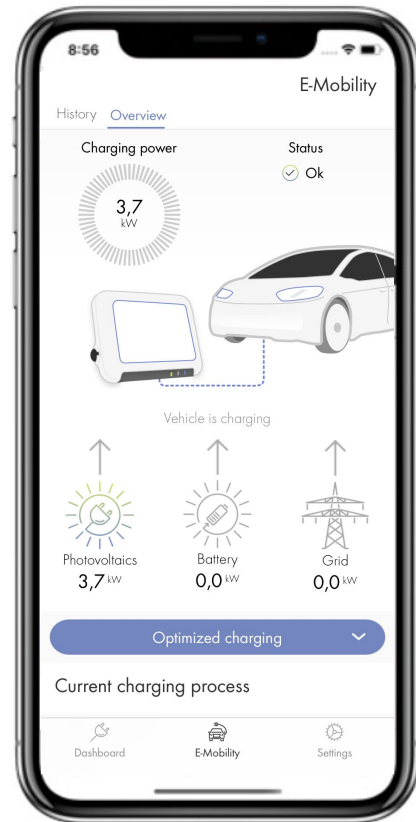 8:56
E-Mobility
History Overview
Charging power
Status
3,7
kW
Ok
Vehicle is charging
Photovoltaics
Battery
Grid
3,7 kW
0,0 kW
0,0 kW
Optimized charging
Current charging process
Dashboard
E-Mobility
Settings